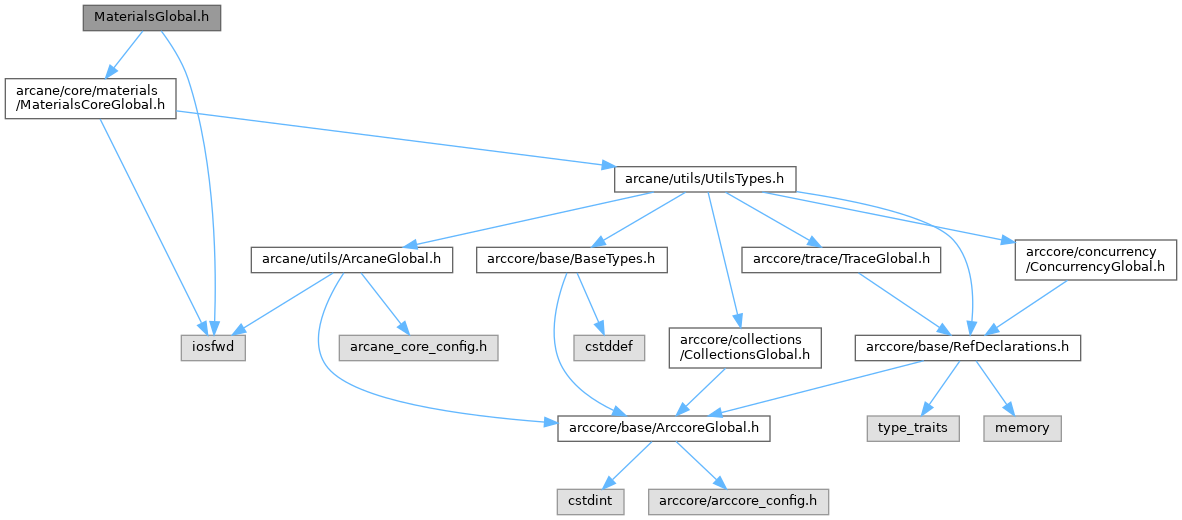 MaterialsGlobal.h
arcane/core/materials
/MaterialsCoreGlobal.h
arcane/utils/UtilsTypes.h
arcane/utils/ArcaneGlobal.h
arccore/base/BaseTypes.h
arccore/trace/TraceGlobal.h
arccore/concurrency
/ConcurrencyGlobal.h
iosfwd
arcane_core_config.h
cstddef
arccore/collections
/CollectionsGlobal.h
arccore/base/RefDeclarations.h
arccore/base/ArccoreGlobal.h
type_traits
memory
cstdint
arccore/arccore_config.h